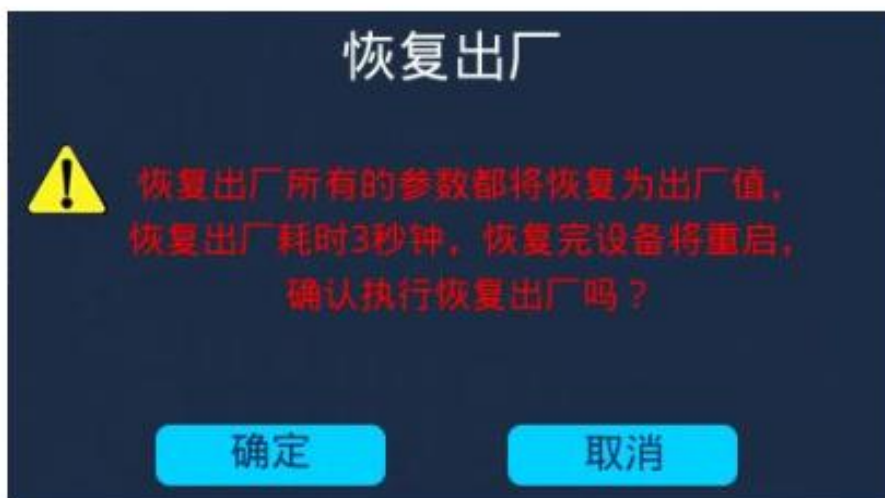 恢复出厂
恢复出厂所有的参数都将恢复为出厂值，
恢复出厂耗时3秒钟，恢复完设备将重启，
确认执行恢复出厂吗？
确定
取消